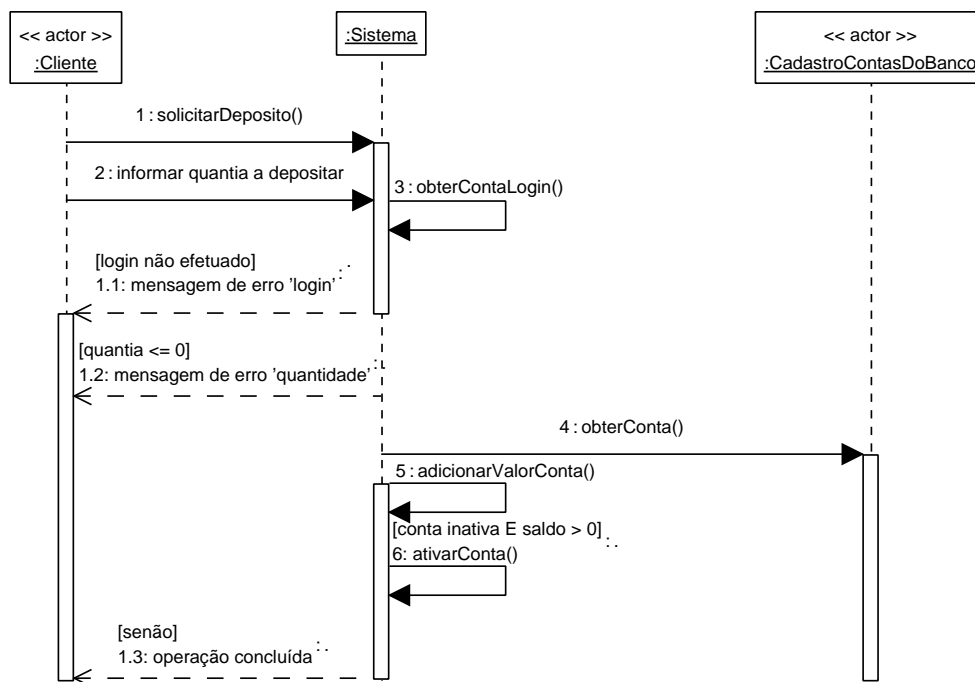 << actor >>
:Cliente
:Sistema
<< actor >>
:CadastroContasDoBanco
1 : solicitarDeposito()
2 : informar quantia a depositar
3 : obterContaLogin()
[login não efetuado]
1.1: mensagem de erro 'login'
[quantia <= 0]
1.2: mensagem de erro 'quantidade'
4 : obterConta()
5 : adicionarValorConta()
[conta inativa E saldo > 0]
6: ativarConta()
[senão]
1.3: operação concluída